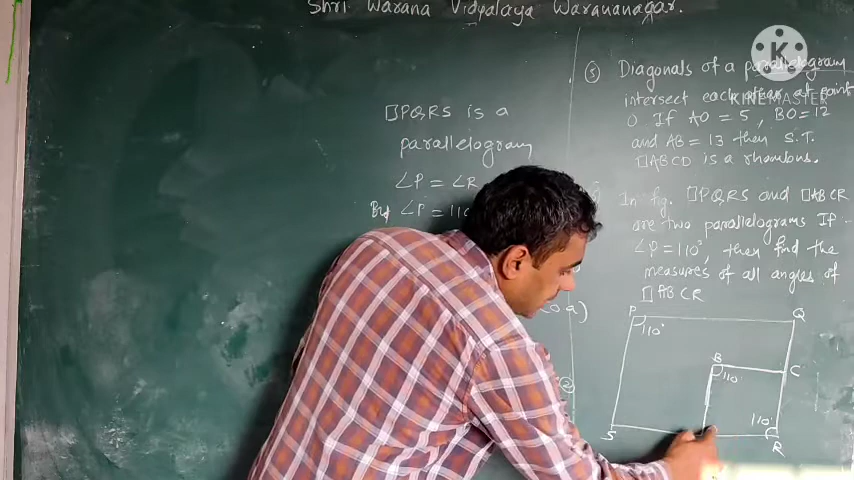 Shri Warana Vidyalaya Warananagar.
KINEMASTER
□PQRS is a
parallelogram
∠P = ∠R
But ∠P = 110
(5) Diagonals of a parallelogram
intersect each other at point
O If AO = 5, BO = 12
and AB = 13 then S.T.
□ABCD is a rhombus.
In fig. □PQRS and □ABCR
are two parallelograms If
∠P = 110°, then find the
measures of all angles of
□ABCR
P
Q
110°
B
C
110°
110°
S
R